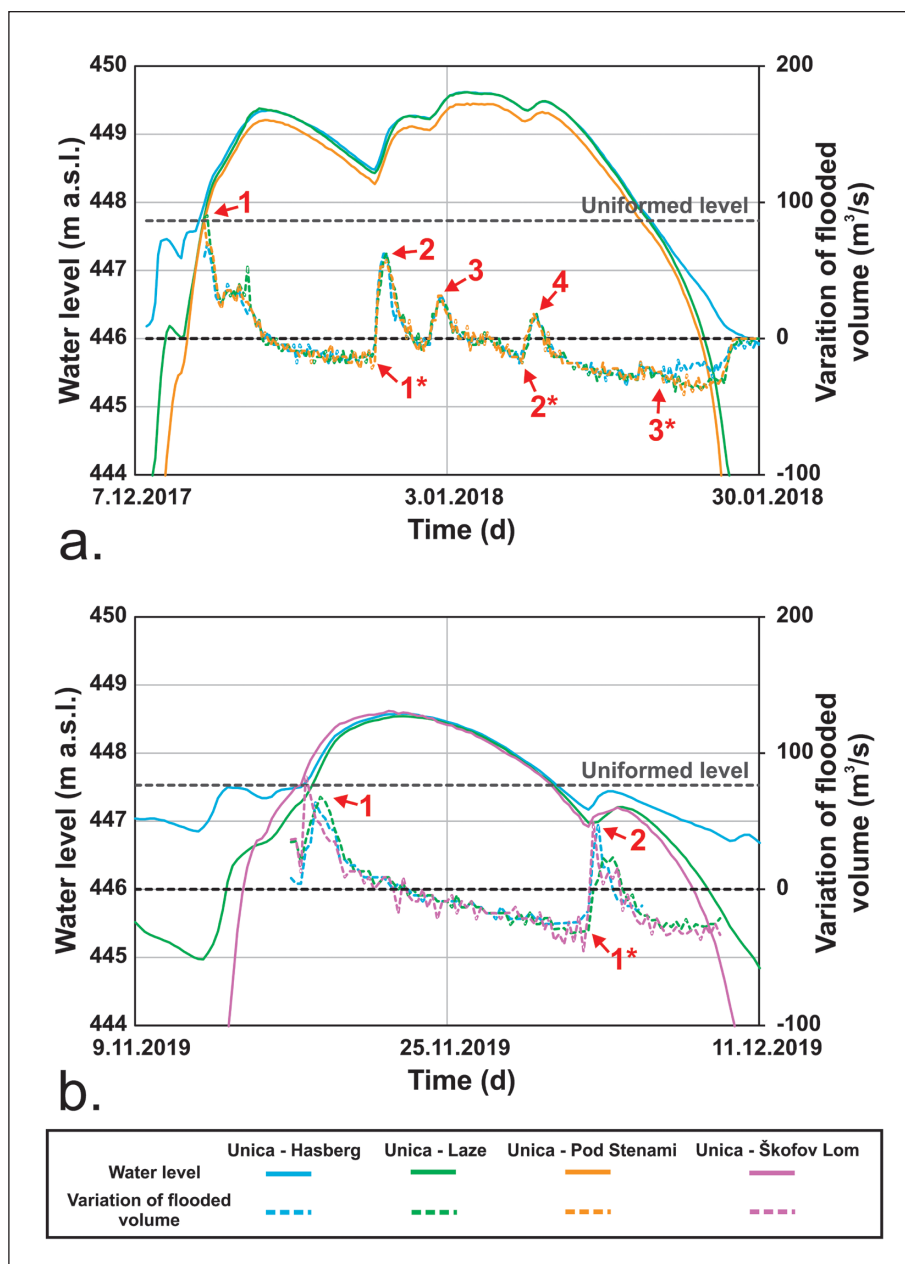 450
449
448
447
446
445
444
Water level (m a.s.l.)
200
100
0
-100
Varaition of flooded
volume (m³/s)
Uniformed level
1
2
3
4
1*
2*
3*
7.12.2017
3.01.2018
30.01.2018
Time (d)
a.
450
449
448
447
446
445
444
Water level (m a.s.l.)
200
100
0
-100
Variation of flooded
volume (m³/s)
Uniformed level
1
2
1*
9.11.2019
25.11.2019
11.12.2019
Time (d)
b.
Unica - Hasberg Unica - Laze Unica - Pod Stenami Unica - Škofov Lom
Water level
Variation of flooded
volume